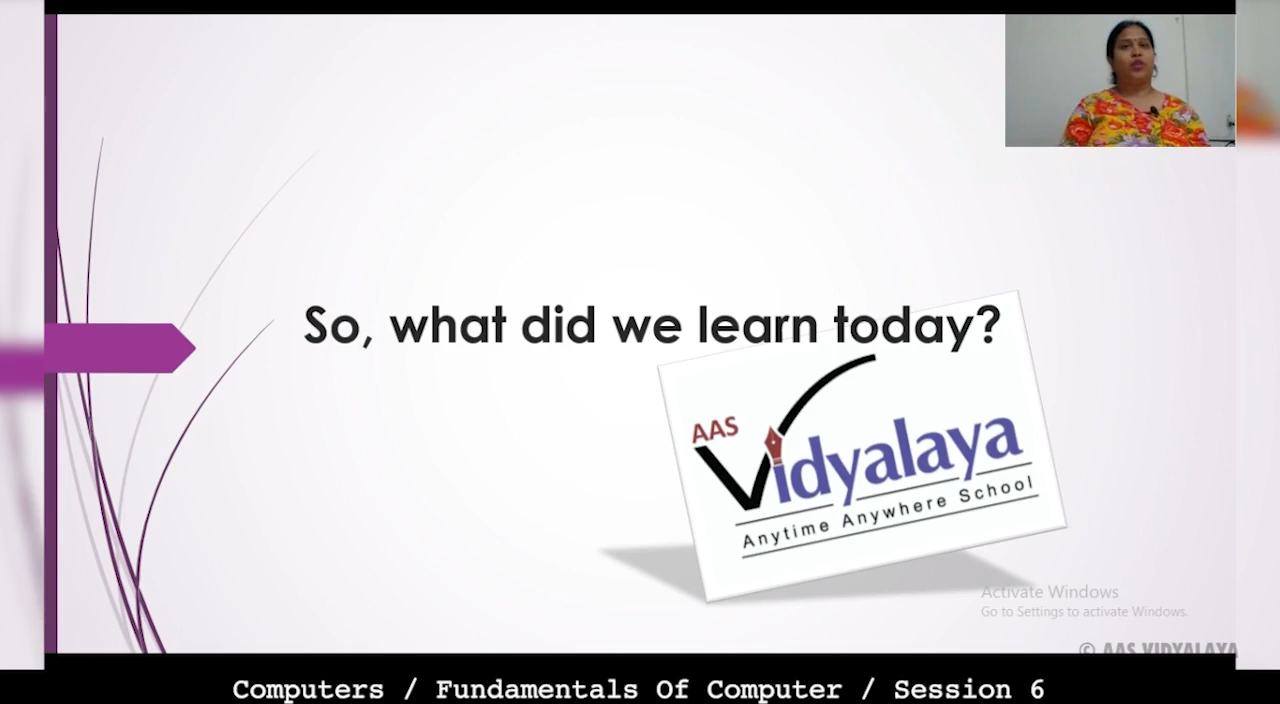 So, what did we learn today?
AAS
Vidyalaya
Anytime Anywhere School
Activate Windows
Go to Settings to activate Windows.
© AAS VIDYALAYA
Computers / Fundamentals Of Computer / Session 6